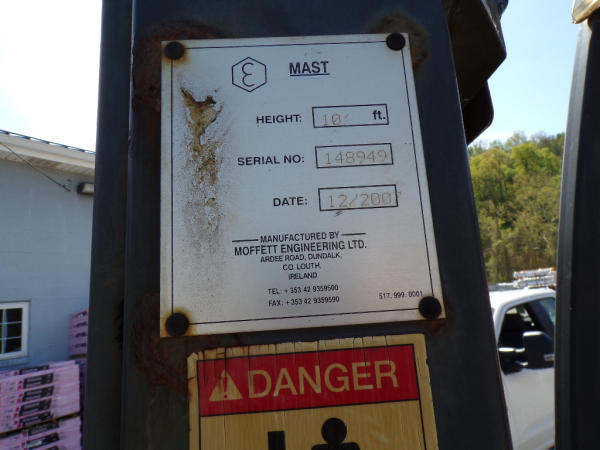 MAST
HEIGHT: 10' ft.
SERIAL NO: 148949
DATE: 12/2007
MANUFACTURED BY
MOFFETT ENGINEERING LTD.
ARDEE ROAD, DUNDALK,
CO. LOUTH,
IRELAND
TEL: + 353 42 9359500
FAX: + 353 42 9359590
517. 999. 0001
DANGER